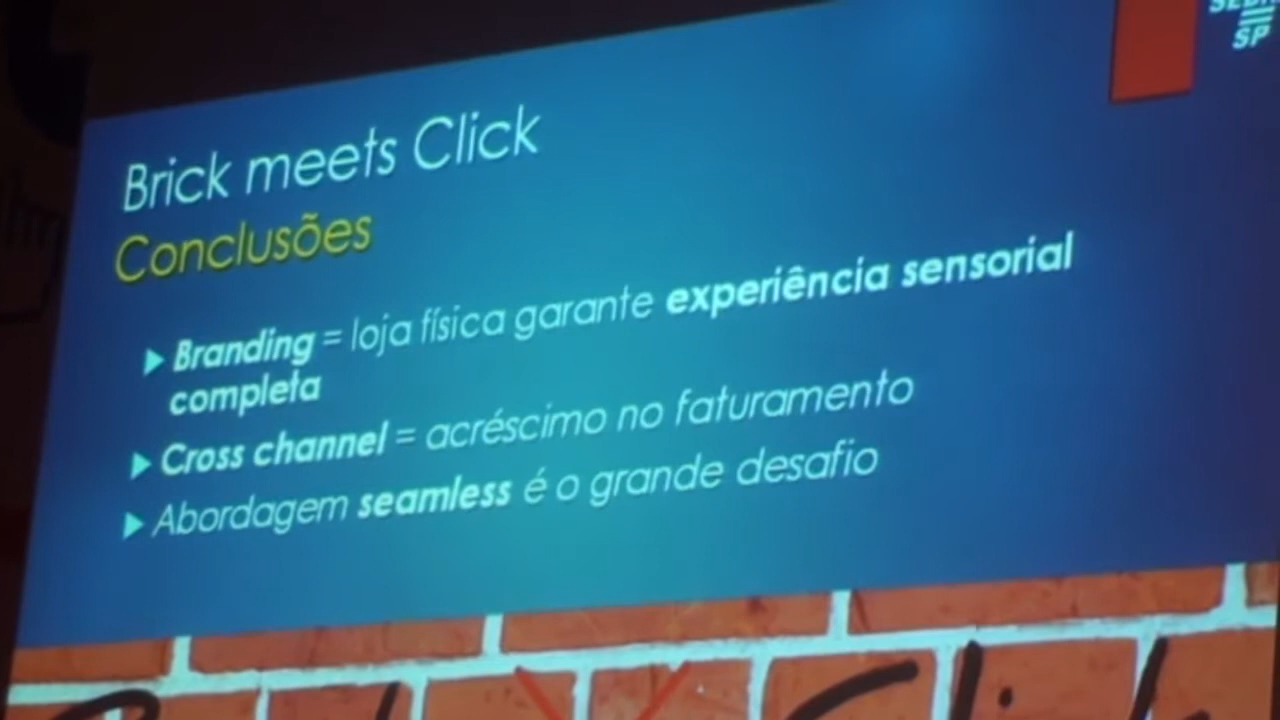 SP
Brick meets Click
Conclusões
Branding = loja física garante experiência sensorial
completa
Cross channel = acréscimo no faturamento
Abordagem seamless é o grande desafio